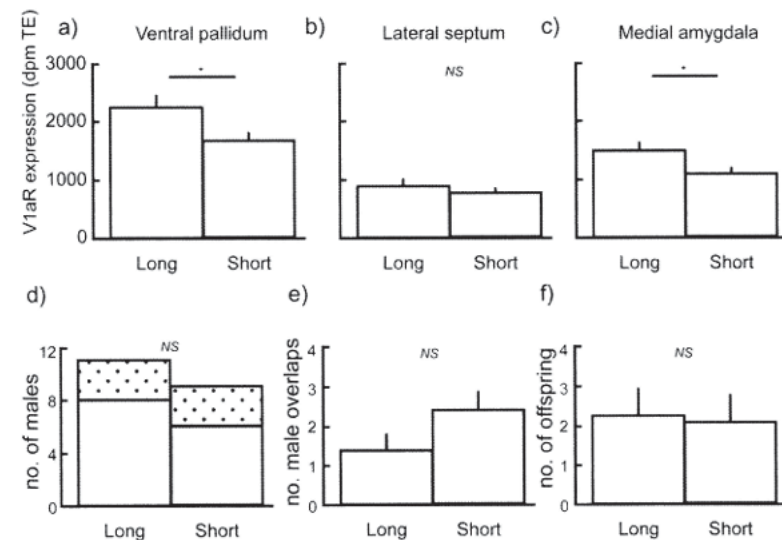 a) Ventral pallidum
b) Lateral septum
c) Medial amygdala
V1aR expression (dpm TE)
3000
2000
1000
0
NS
Long Short
Long Short
Long Short
d)
e)
f)
no. of males
12
8
4
0
NS
Long Short
no. male overlaps
4
3
2
1
0
NS
Long Short
no. of offspring
4
3
2
1
0
NS
Long Short